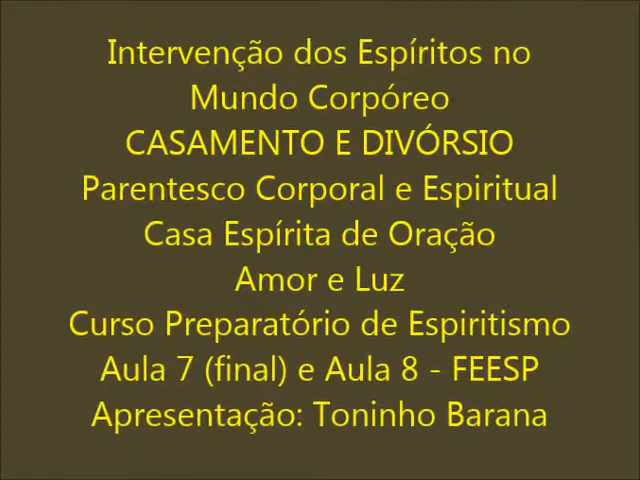 Intervenção dos Espíritos no
Mundo Corpóreo
CASAMENTO E DIVÓRSIO
Parentesco Corporal e Espiritual
Casa Espírita de Oração
Amor e Luz
Curso Preparatório de Espiritismo
Aula 7 (final) e Aula 8 - FEESP
Apresentação: Toninho Barana